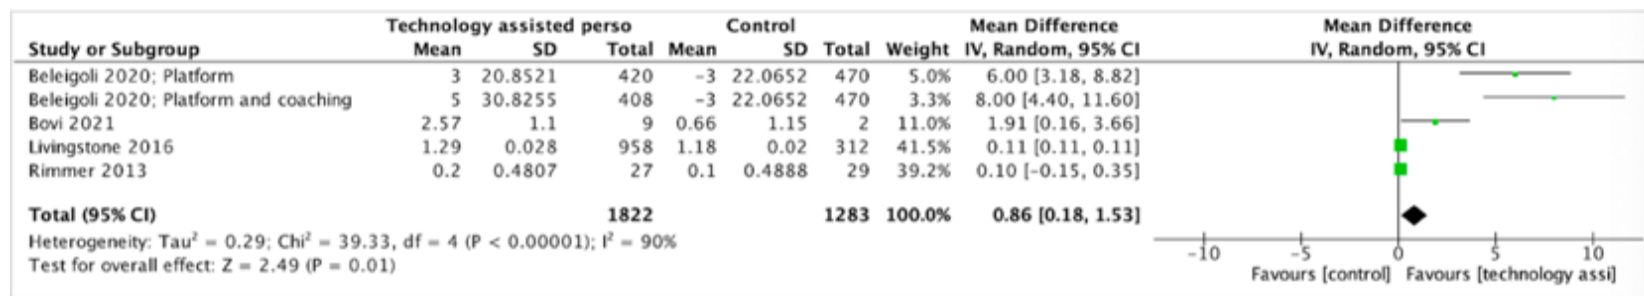 Technology assisted perso Control Mean Difference Mean Difference
Study or Subgroup Mean SD Total Mean SD Total Weight IV, Random, 95% CI IV, Random, 95% CI
Beleigoli 2020; Platform 3 20.8521 420 −3 22.0652 470 5.0% 6.00 [3.18, 8.82]
Beleigoli 2020; Platform and coaching 5 30.8255 408 −3 22.0652 470 3.3% 8.00 [4.40, 11.60]
Bovi 2021 2.57 1.1 9 0.66 1.15 2 11.0% 1.91 [0.16, 3.66]
Livingstone 2016 1.29 0.028 958 1.18 0.02 312 41.5% 0.11 [0.11, 0.11]
Rimmer 2013 0.2 0.4807 27 0.1 0.4888 29 39.2% 0.10 [−0.15, 0.35]
Total (95% CI) 1822 1283 100.0% 0.86 [0.18, 1.53]
Heterogeneity: Tau² = 0.29; Chi² = 39.33, df = 4 (P < 0.00001); I² = 90%
Test for overall effect: Z = 2.49 (P = 0.01)
−10 −5 0 5 10
Favours [control] Favours [technology assi]